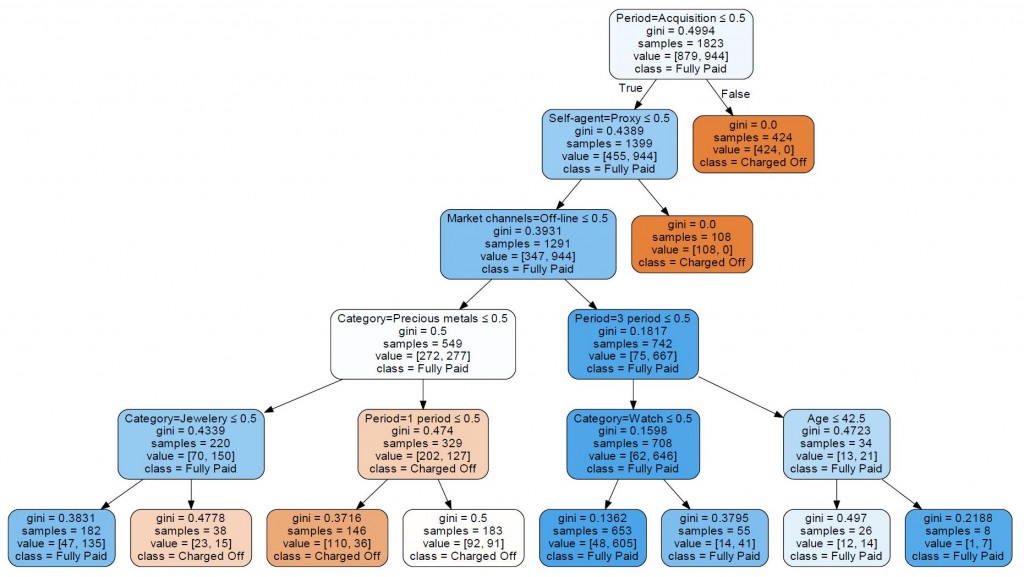 Period=Acquisition ≤ 0.5
gini = 0.4994
samples = 1823
value = [879, 944]
class = Fully Paid
True
False
Self-agent=Proxy ≤ 0.5
gini = 0.4389
samples = 1399
value = [455, 944]
class = Fully Paid
gini = 0.0
samples = 424
value = [424, 0]
class = Charged Off
Market channels=Off-line ≤ 0.5
gini = 0.3931
samples = 1291
value = [347, 944]
class = Fully Paid
gini = 0.0
samples = 108
value = [108, 0]
class = Charged Off
Category=Precious metals ≤ 0.5
gini = 0.5
samples = 549
value = [272, 277]
class = Fully Paid
Period=3 period ≤ 0.5
gini = 0.1817
samples = 742
value = [75, 667]
class = Fully Paid
Category=Jewelery ≤ 0.5
gini = 0.4339
samples = 220
value = [70, 150]
class = Fully Paid
Period=1 period ≤ 0.5
gini = 0.474
samples = 329
value = [202, 127]
class = Charged Off
Category=Watch ≤ 0.5
gini = 0.1598
samples = 708
value = [62, 646]
class = Fully Paid
Age ≤ 42.5
gini = 0.4723
samples = 34
value = [13, 21]
class = Fully Paid
gini = 0.3831
samples = 182
value = [47, 135]
class = Fully Paid
gini = 0.4778
samples = 38
value = [23, 15]
class = Charged Off
gini = 0.3716
samples = 146
value = [110, 36]
class = Charged Off
gini = 0.5
samples = 183
value = [92, 91]
class = Charged Off
gini = 0.1362
samples = 653
value = [48, 605]
class = Fully Paid
gini = 0.3795
samples = 55
value = [14, 41]
class = Fully Paid
gini = 0.497
samples = 26
value = [12, 14]
class = Fully Paid
gini = 0.2188
samples = 8
value = [1, 7]
class = Fully Paid